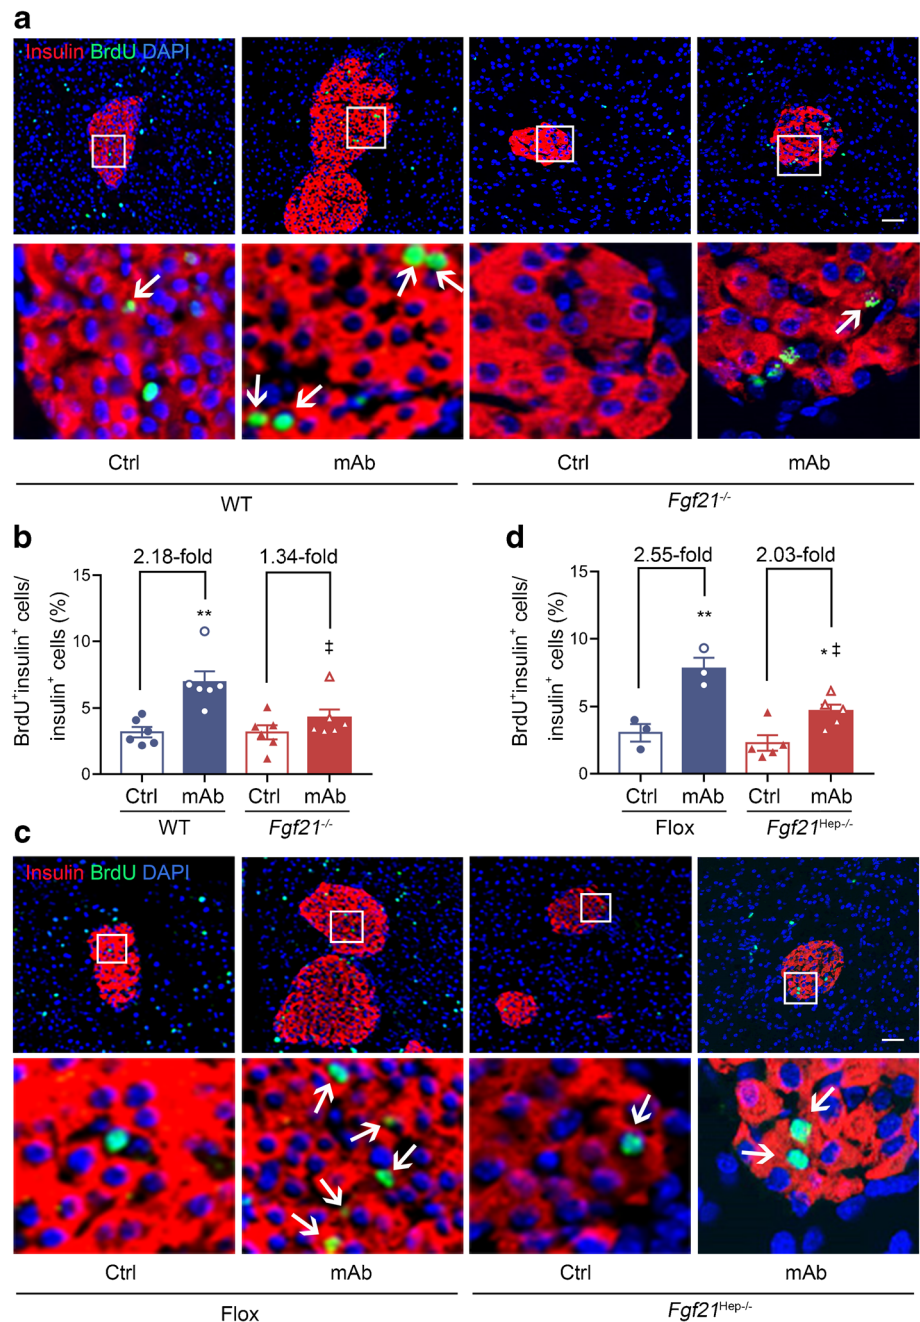 a
Insulin BrdU DAPI
Ctrl mAb Ctrl mAb
WT Fgf21-/-
b
2.18-fold 1.34-fold
BrdU+insulin+ cells/
insulin+ cells (%)
15
10
5
0
**
‡
Ctrl mAb Ctrl mAb
WT Fgf21-/-
d
2.55-fold 2.03-fold
BrdU+insulin+ cells/
insulin+ cells (%)
15
10
5
0
**
* ‡
Ctrl mAb Ctrl mAb
Flox Fgf21Hep-/-
c
Insulin BrdU DAPI
Ctrl mAb Ctrl mAb
Flox Fgf21Hep-/-